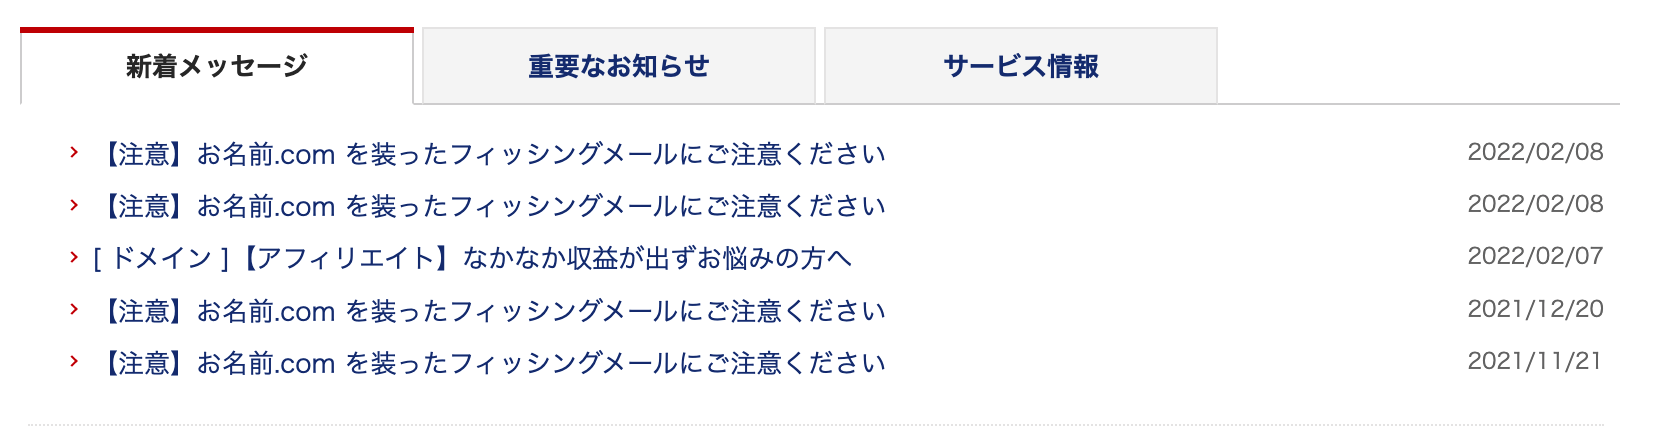 新着メッセージ 重要なお知らせ サービス情報
【注意】お名前.com を装ったフィッシングメールにご注意ください 2022/02/08
【注意】お名前.com を装ったフィッシングメールにご注意ください 2022/02/08
[ ドメイン ]【アフィリエイト】なかなか収益が出ずお悩みの方へ 2022/02/07
【注意】お名前.com を装ったフィッシングメールにご注意ください 2021/12/20
【注意】お名前.com を装ったフィッシングメールにご注意ください 2021/11/21